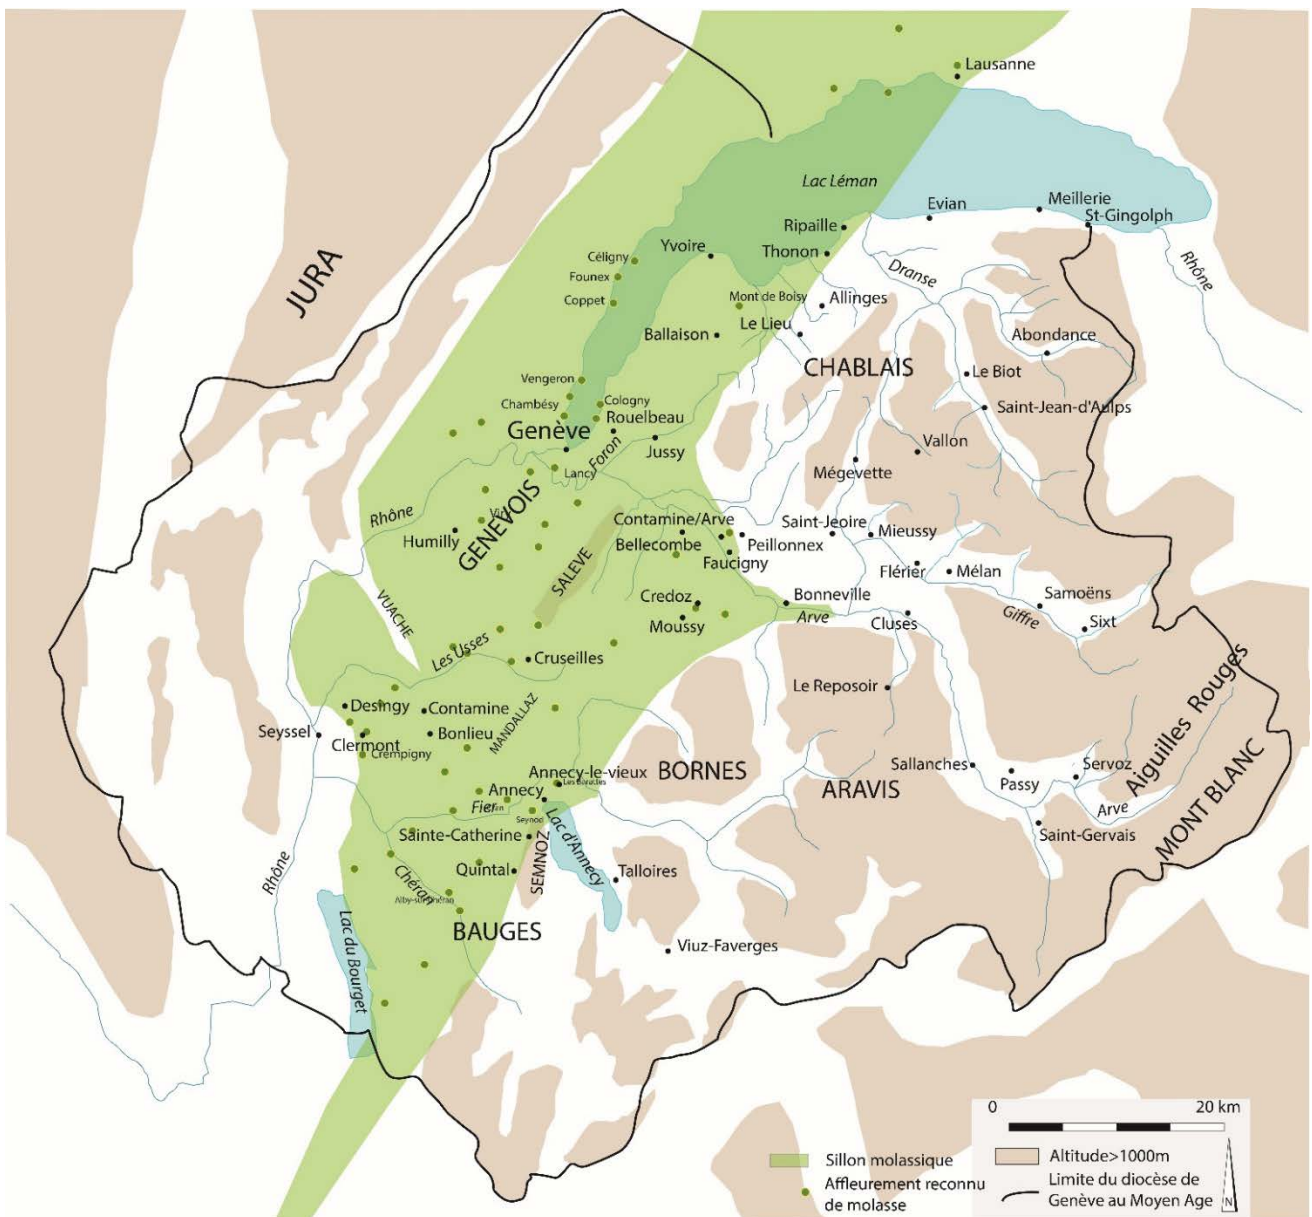 Lausanne
Lac Léman
Evian
Meillerie
St-Gingolph
Ripaille
Yvoire
Thonon
Rhône
Dranse
Céligny
Founex
Coppet
JURA
Mont de Boisy
Allinges
Ballaison
Le Lieu
Abondance
CHABLAIS
Le Biot
Vengeron
Chambésy
Cologny
Rouelbeau
Saint-Jean-d'Aulps
Genève
Foron
Jussy
Vallon
Lancy
Mégevette
GENEVOIS
Rhône
Humilly
Contamine/Arve
Saint-Jeoire
Mieussy
Bellecombe
Peillonnex
Faucigny
SALEVE
Flérier
Mélan
VUACHE
Credoz
Bonneville
Samoëns
Moussy
Arve
Cluses
Giffre
Sixt
Les Usses
Cruseilles
Le Reposoir
Aiguilles Rouges
Desingy
Contamine
MANDALLAZ
Seyssel
Clermont
Bonlieu
Crempigny
BORNES
Sallanches
Servoz
Annecy-le-vieux
Passy
Annecy
ARAVIS
Arve
MONT BLANC
Fier
Seynod
Saint-Gervais
Sainte-Catherine
Lac d'Annecy
Rhône
Chéran
Quintal
SEMNOZ
Talloires
Alby-sur-Chéran
Lac du Bourget
BAUGES
Viuz-Faverges
0 20 km
Sillon molassique
Affleurement reconnu
de molasse
Altitude>1000m
Limite du diocèse de
Genève au Moyen Age
N